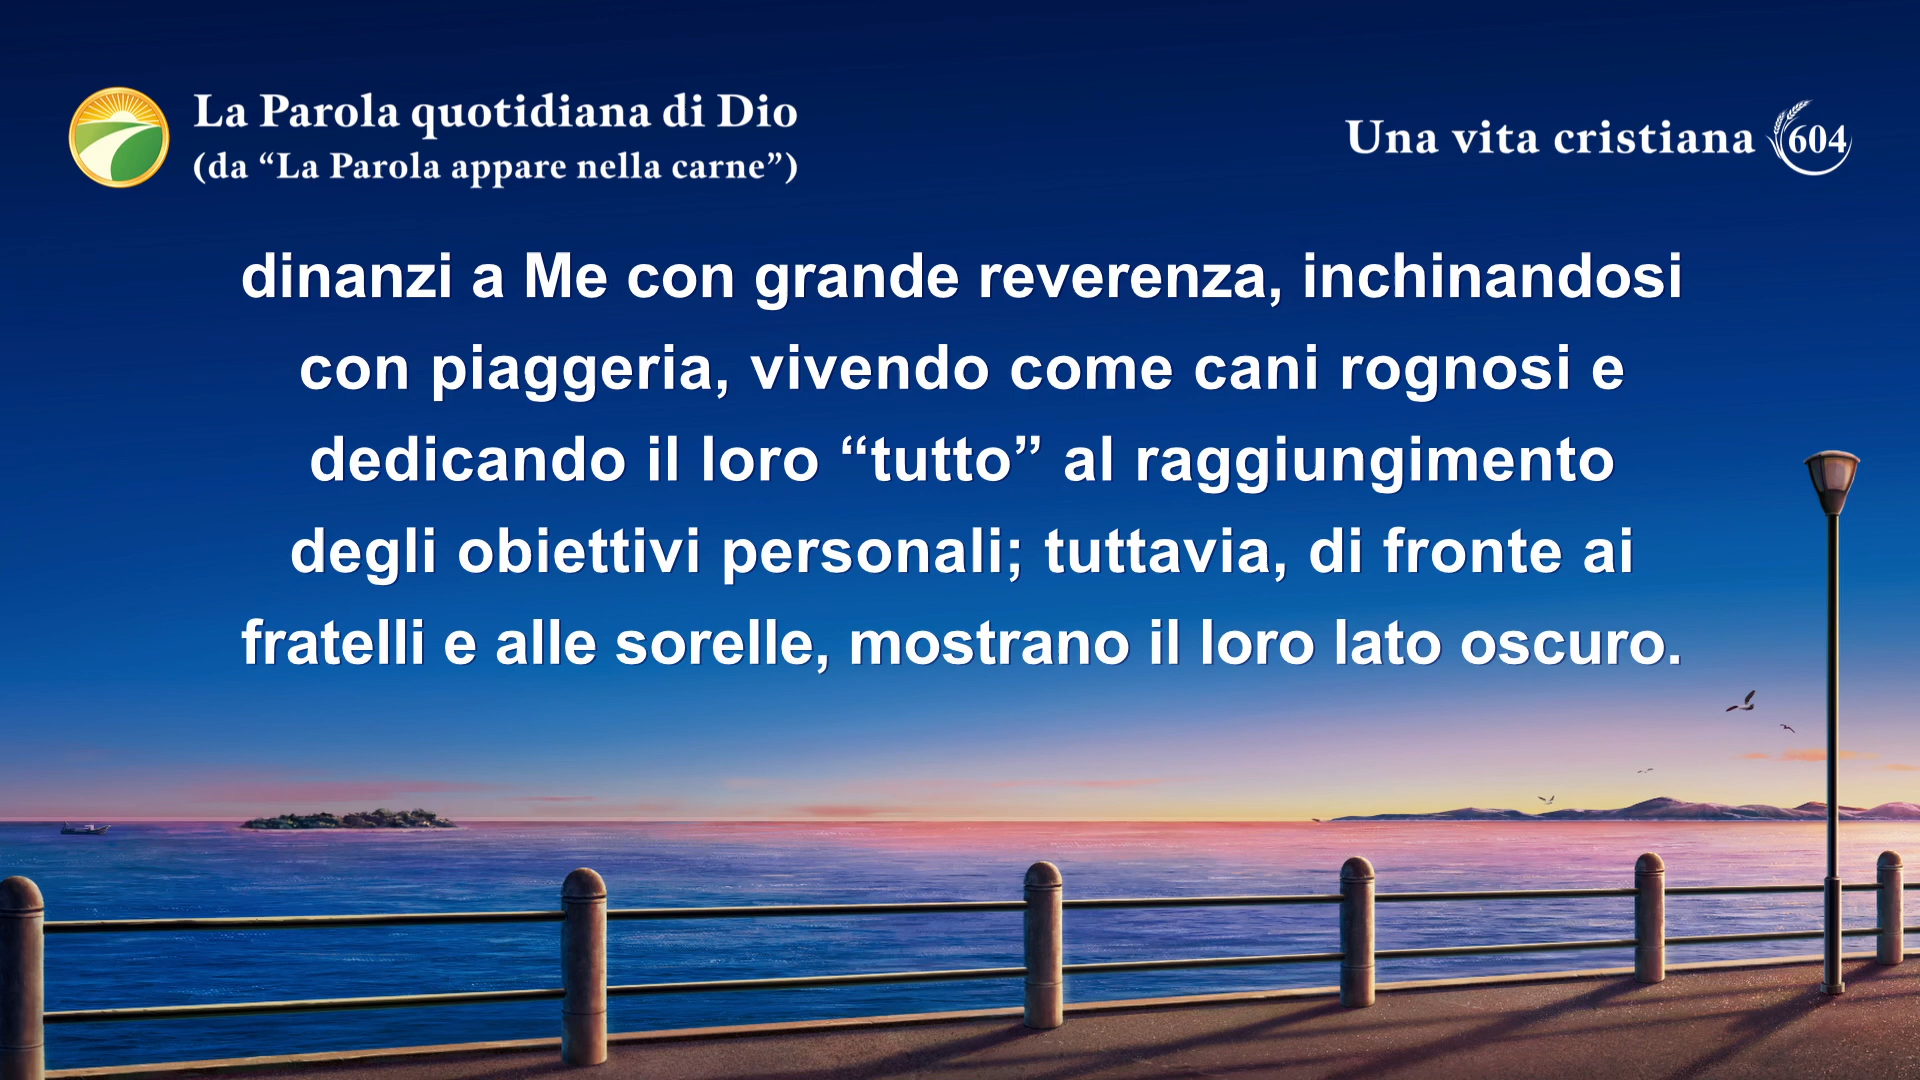 La Parola quotidiana di Dio
(da “La Parola appare nella carne”)
Una vita cristiana 604
dinanzi a Me con grande reverenza, inchinandosi
con piaggeria, vivendo come cani rognosi e
dedicando il loro “tutto” al raggiungimento
degli obiettivi personali; tuttavia, di fronte ai
fratelli e alle sorelle, mostrano il loro lato oscuro.